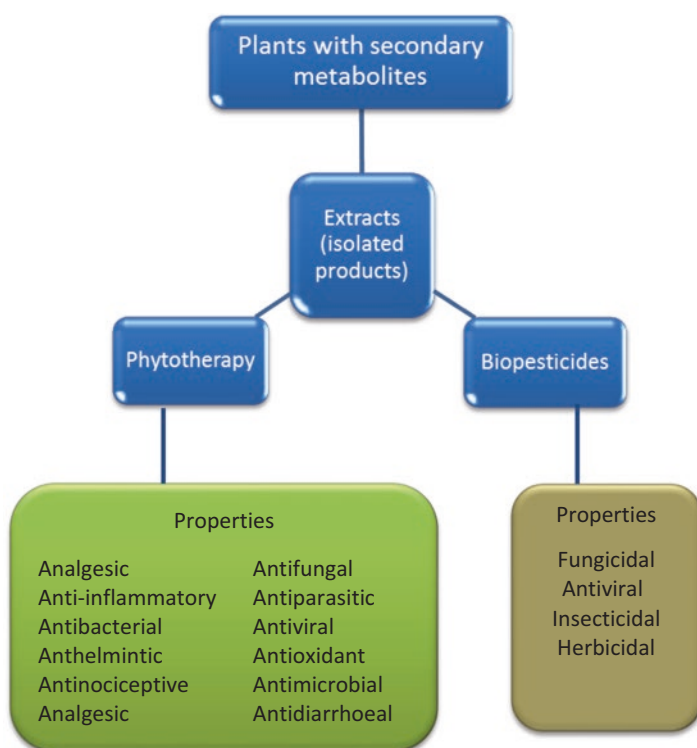 Plants with secondary
metabolites
Extracts
(isolated
products)
Phytotherapy
Biopesticides
Properties
Analgesic
Anti-inflammatory
Antibacterial
Anthelmintic
Antinociceptive
Analgesic
Antifungal
Antiparasitic
Antiviral
Antioxidant
Antimicrobial
Antidiarrhoeal
Properties
Fungicidal
Antiviral
Insecticidal
Herbicidal